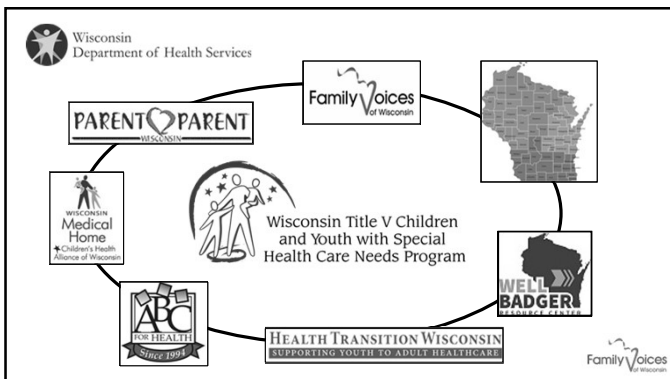 Wisconsin
Department of Health Services
Family Voices
of Wisconsin
PARENT PARENT
WISCONSIN
WISCONSIN
Medical
Home
Children's Health
Alliance of Wisconsin
Wisconsin Title V Children
and Youth with Special
Health Care Needs Program
WELL
BADGER
RESOURCE CENTER
ABC
FOR HEALTH
Since 1994
HEALTH TRANSITION WISCONSIN
SUPPORTING YOUTH TO ADULT HEALTHCARE
Family Voices
of Wisconsin